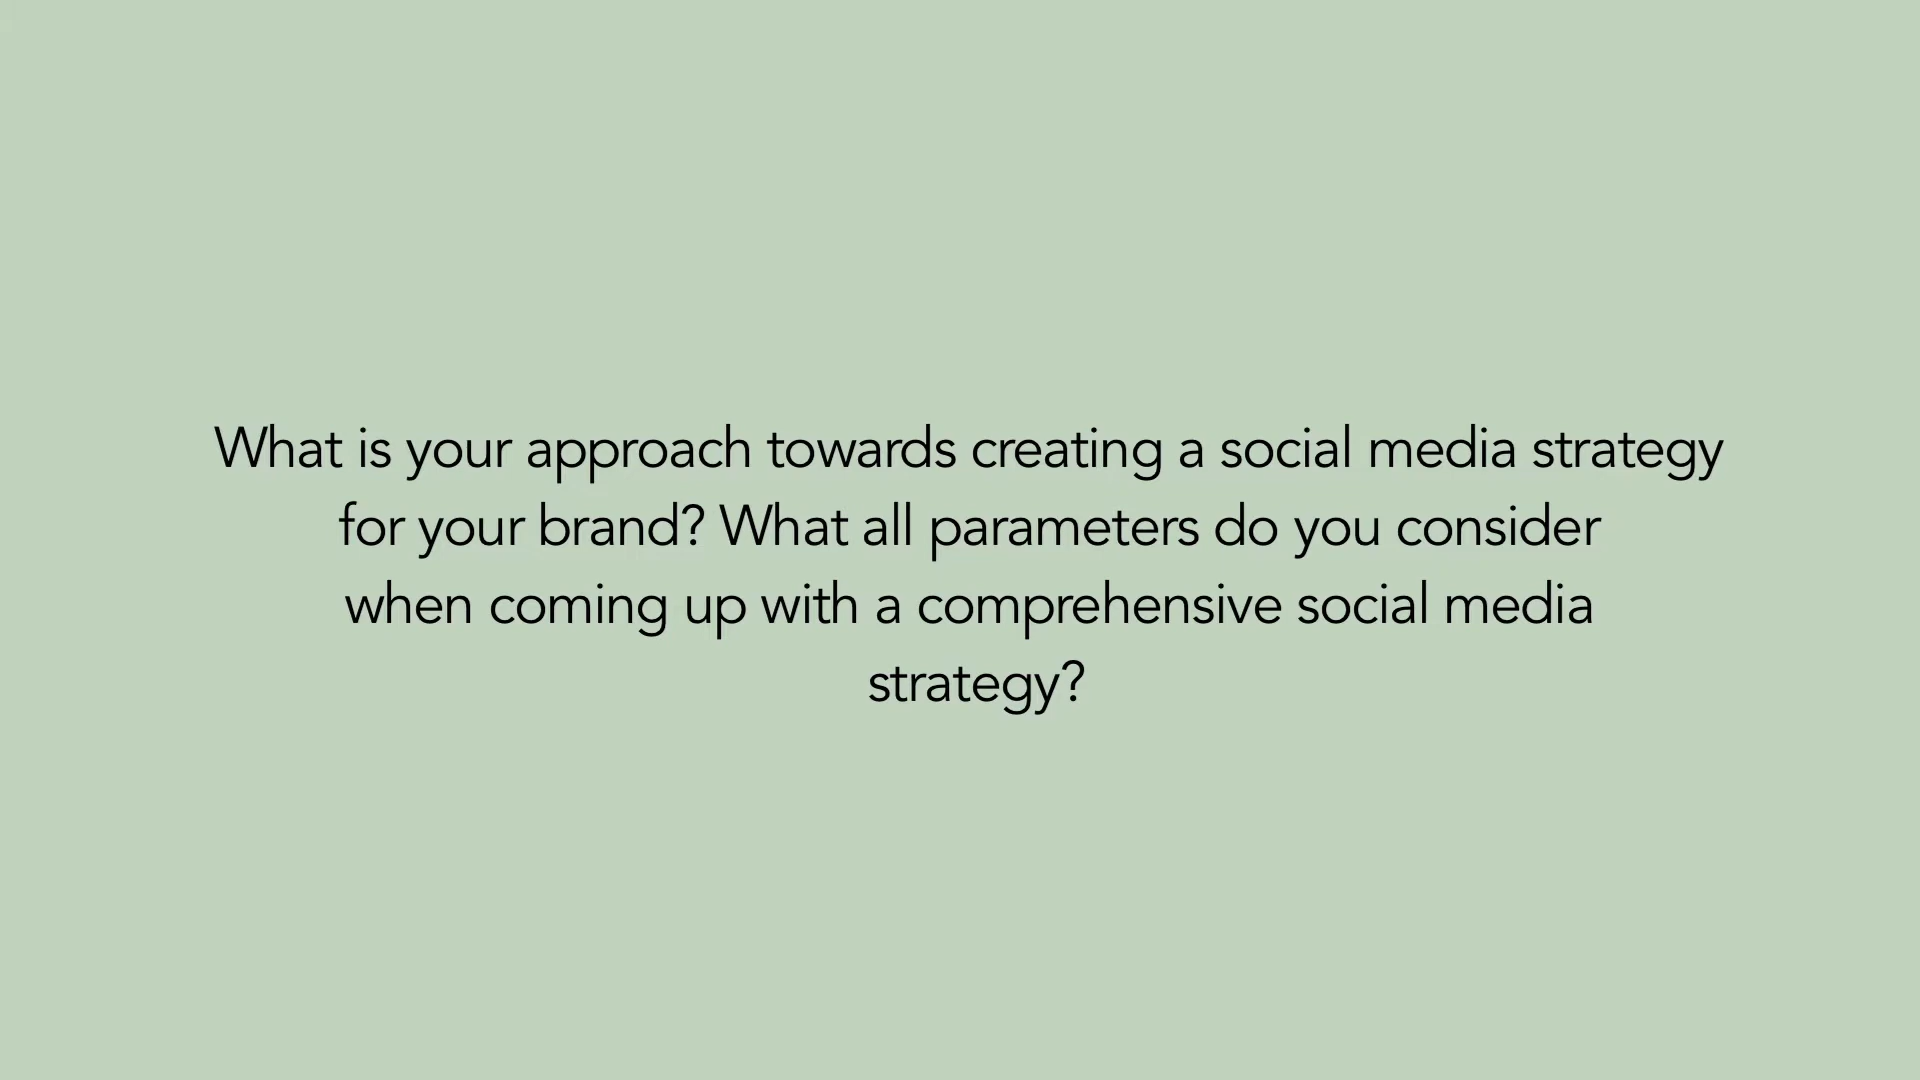 What is your approach towards creating a social media strategy
for your brand? What all parameters do you consider
when coming up with a comprehensive social media
strategy?